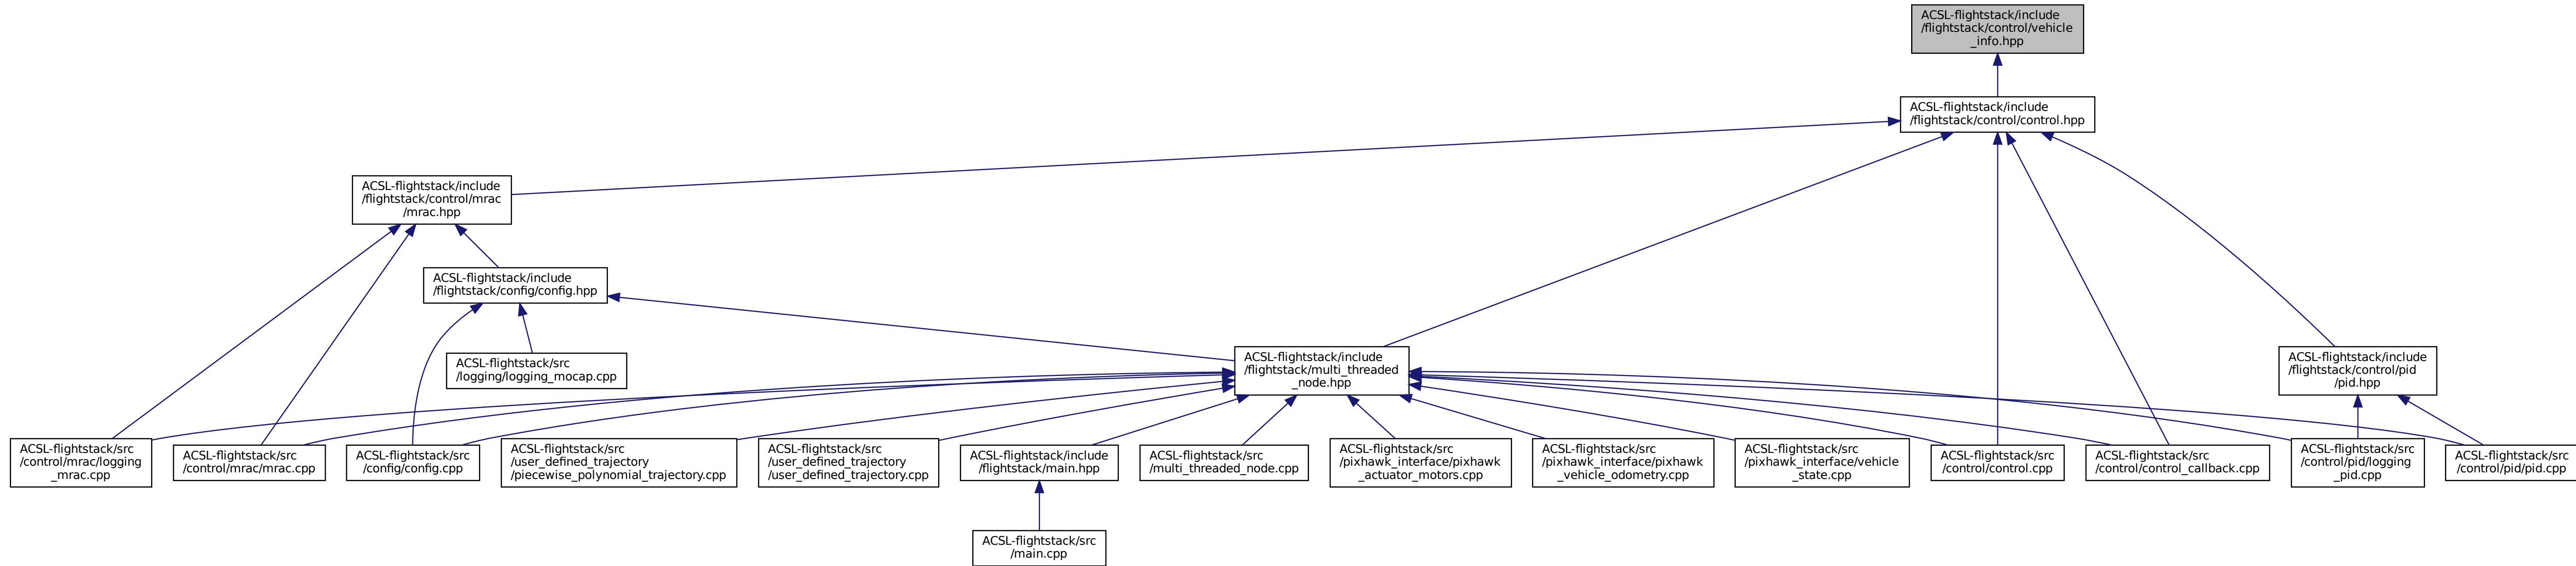 ACSL-flightstack/include
/flightstack/control/vehicle
_info.hpp
ACSL-flightstack/include
/flightstack/control/control.hpp
ACSL-flightstack/include
/flightstack/control/mrac
/mrac.hpp
ACSL-flightstack/include
/flightstack/config/config.hpp
ACSL-flightstack/src
/logging/logging_mocap.cpp
ACSL-flightstack/include
/flightstack/multi_threaded
_node.hpp
ACSL-flightstack/include
/flightstack/control/pid
/pid.hpp
ACSL-flightstack/src
/control/mrac/logging
_mrac.cpp
ACSL-flightstack/src
/control/mrac/mrac.cpp
ACSL-flightstack/src
/config/config.cpp
ACSL-flightstack/src
/user_defined_trajectory
/piecewise_polynomial_trajectory.cpp
ACSL-flightstack/src
/user_defined_trajectory
/user_defined_trajectory.cpp
ACSL-flightstack/include
/flightstack/main.hpp
ACSL-flightstack/src
/multi_threaded_node.cpp
ACSL-flightstack/src
/pixhawk_interface/pixhawk
_actuator_motors.cpp
ACSL-flightstack/src
/pixhawk_interface/pixhawk
_vehicle_odometry.cpp
ACSL-flightstack/src
/pixhawk_interface/vehicle
_state.cpp
ACSL-flightstack/src
/control/control.cpp
ACSL-flightstack/src
/control/control_callback.cpp
ACSL-flightstack/src
/control/pid/logging
_pid.cpp
ACSL-flightstack/src
/control/pid/pid.cpp
ACSL-flightstack/src
/main.cpp